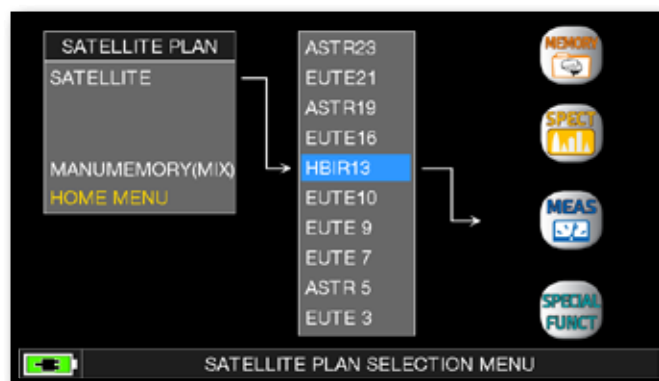 SATELLITE PLAN
SATELLITE
MANUMEMORY(MIX)
HOME MENU
ASTR23
EUTE21
ASTR19
EUTE16
HBIR13
EUTE10
EUTE 9
EUTE 7
ASTR 5
EUTE 3
MEMORY
SPECT
MEAS
SPECIAL
FUNCT
SATELLITE PLAN SELECTION MENU